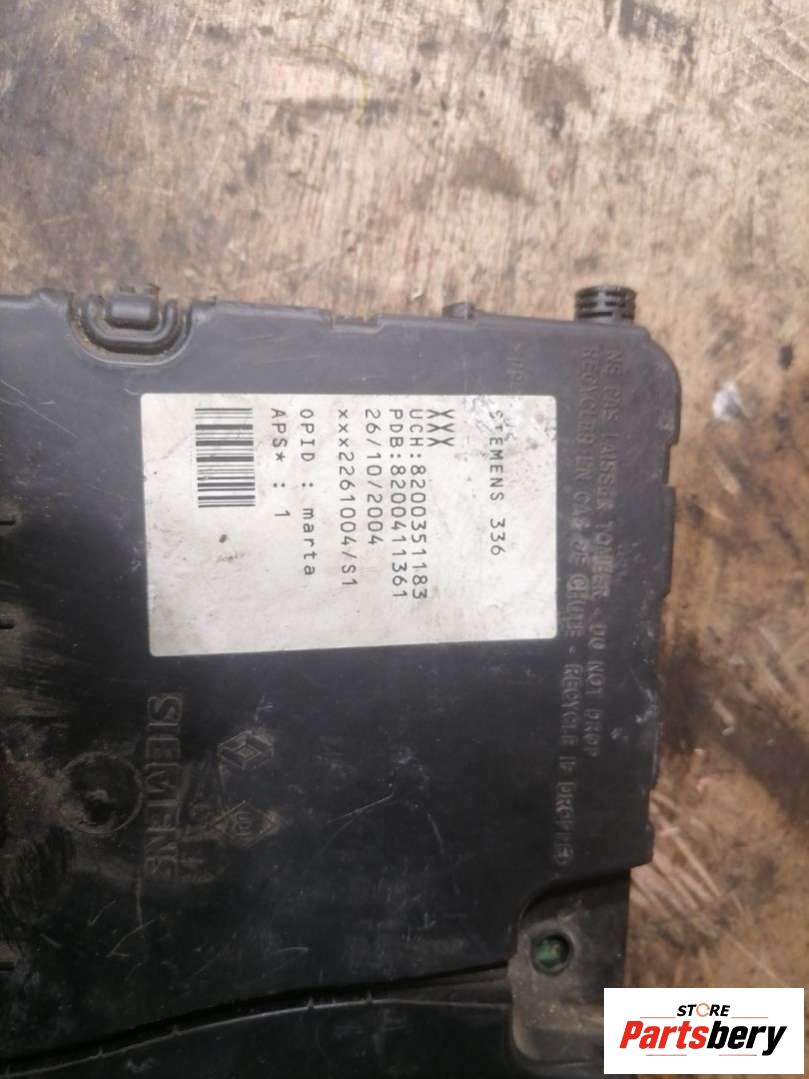 SIEMENS 336
XXX
UCH:8200351183
PDB:8200411361
26/10/2004
xxx2261004/S1
OPID : marta
APS* : 1
NE PAS LAISSER TOMBER - DO NOT DROP
RECYCLER EN CAS DE CHUTE - RECYCLE IF DROPPED
SIEMENS
STORE
Partsbery